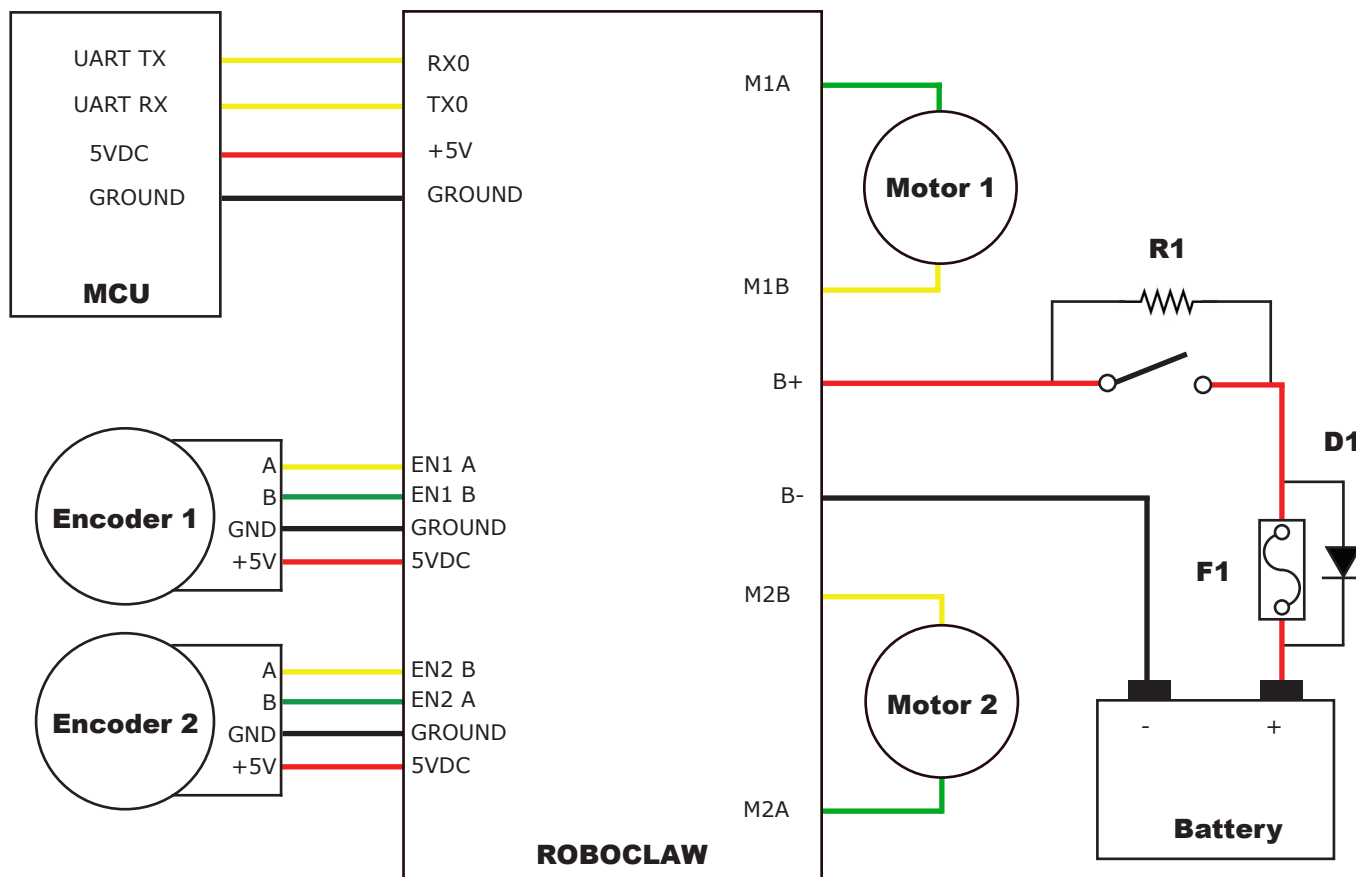 UART TX
UART RX
5VDC
GROUND
MCU
RX0
TX0
+5V
GROUND
M1A
Motor 1
M1B
R1
B+
D1
B-
F1
Encoder 1
A
B
GND
+5V
EN1 A
EN1 B
GROUND
5VDC
M2B
Motor 2
M2A
Encoder 2
A
B
GND
+5V
EN2 B
EN2 A
GROUND
5VDC
ROBOCLAW
- +
Battery